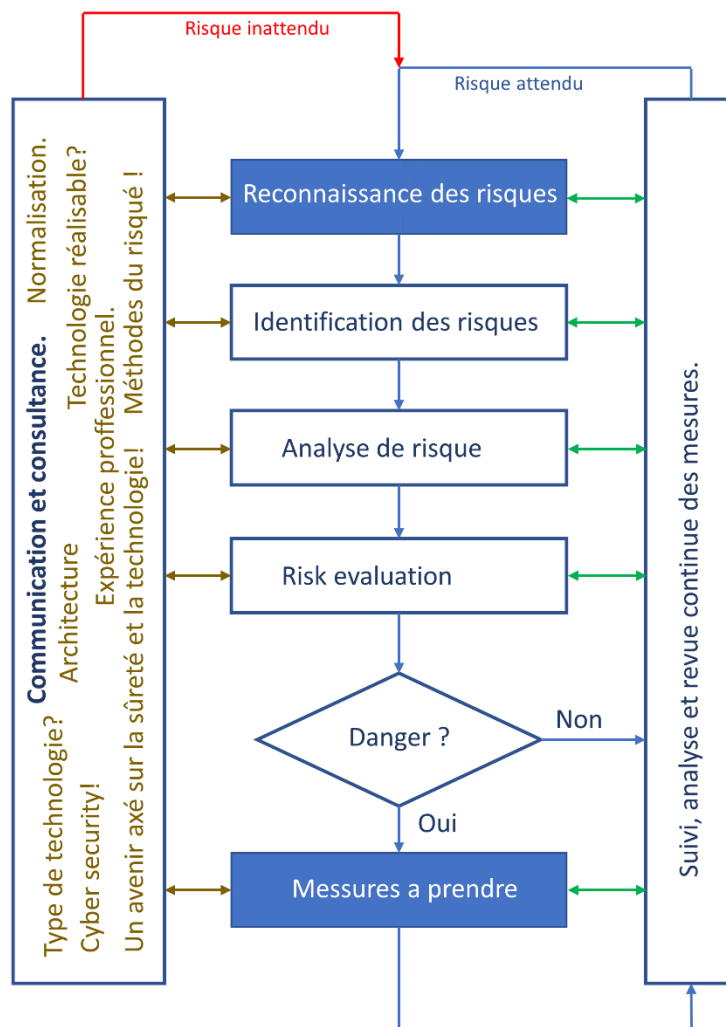 Risque inattendu
Risque attendu
Reconnaissance des risques
Identification des risques
Analyse de risque
Risk evaluation
Danger ?
Non
Oui
Messures a prendre
Communication et consultance.
Normalisation.
Technologie réalisable?
Architecture
Expérience proffessionnel.
Méthodes du risqué !
Type de technologie?
Cyber security!
Un avenir axé sur la sûreté et la technologie!
Suivi, analyse et revue continue des mesures.